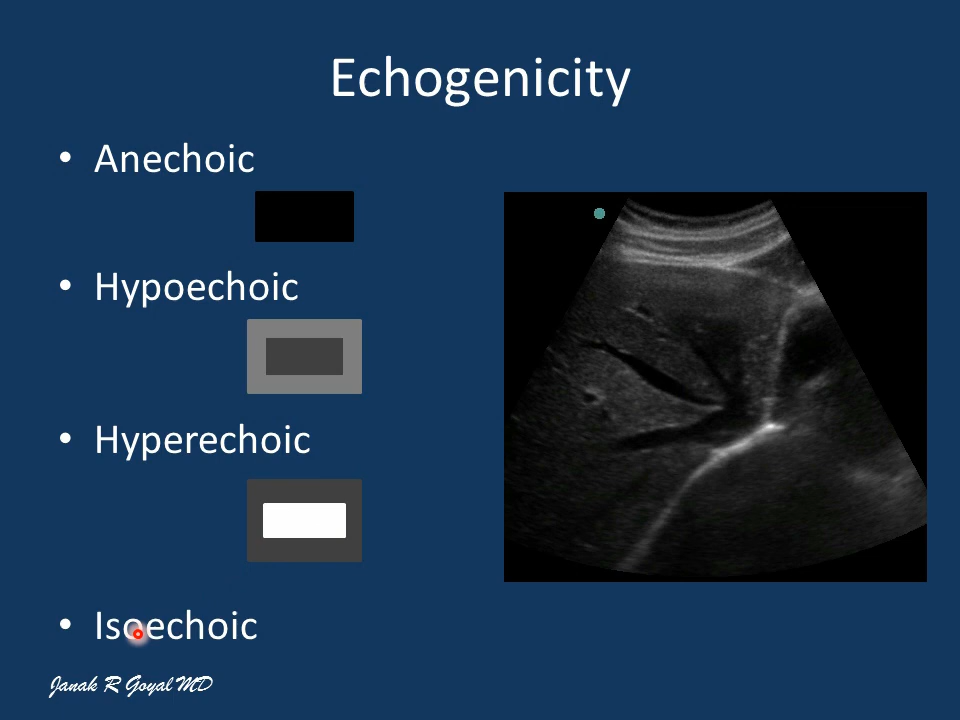 Echogenicity
• Anechoic
• Hypoechoic
• Hyperechoic
• Isoechoic
Janak R Goyal MD